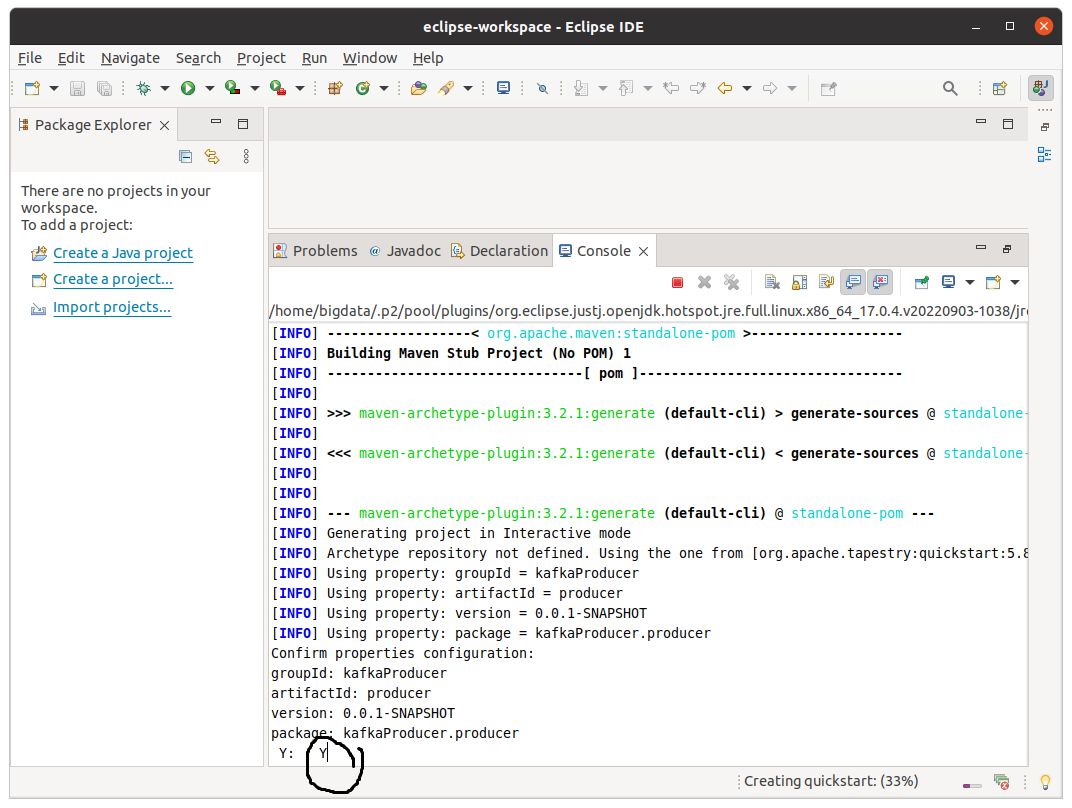 eclipse-workspace - Eclipse IDE
File Edit Navigate Search Project Run Window Help
Package Explorer
There are no projects in your
workspace.
To add a project:
Create a Java project
Create a project...
Import projects...
Problems @ Javadoc Declaration Console
/home/bigdata/.p2/pool/plugins/org.eclipse.justj.openjdk.hotspot.jre.full.linux.x86_64_17.0.4.v20220903-1038/jre
[INFO] ------------------< org.apache.maven:standalone-pom >-------------------
[INFO] Building Maven Stub Project (No POM) 1
[INFO] --------------------------------[ pom ]---------------------------------
[INFO]
[INFO] >>> maven-archetype-plugin:3.2.1:generate (default-cli) > generate-sources @ standalone-
[INFO]
[INFO] <<< maven-archetype-plugin:3.2.1:generate (default-cli) < generate-sources @ standalone-
[INFO]
[INFO]
[INFO] --- maven-archetype-plugin:3.2.1:generate (default-cli) @ standalone-pom ---
[INFO] Generating project in Interactive mode
[INFO] Archetype repository not defined. Using the one from [org.apache.tapestry:quickstart:5.8
[INFO] Using property: groupId = kafkaProducer
[INFO] Using property: artifactId = producer
[INFO] Using property: version = 0.0.1-SNAPSHOT
[INFO] Using property: package = kafkaProducer.producer
Confirm properties configuration:
groupId: kafkaProducer
artifactId: producer
version: 0.0.1-SNAPSHOT
package: kafkaProducer.producer
Y: Y
Creating quickstart: (33%)